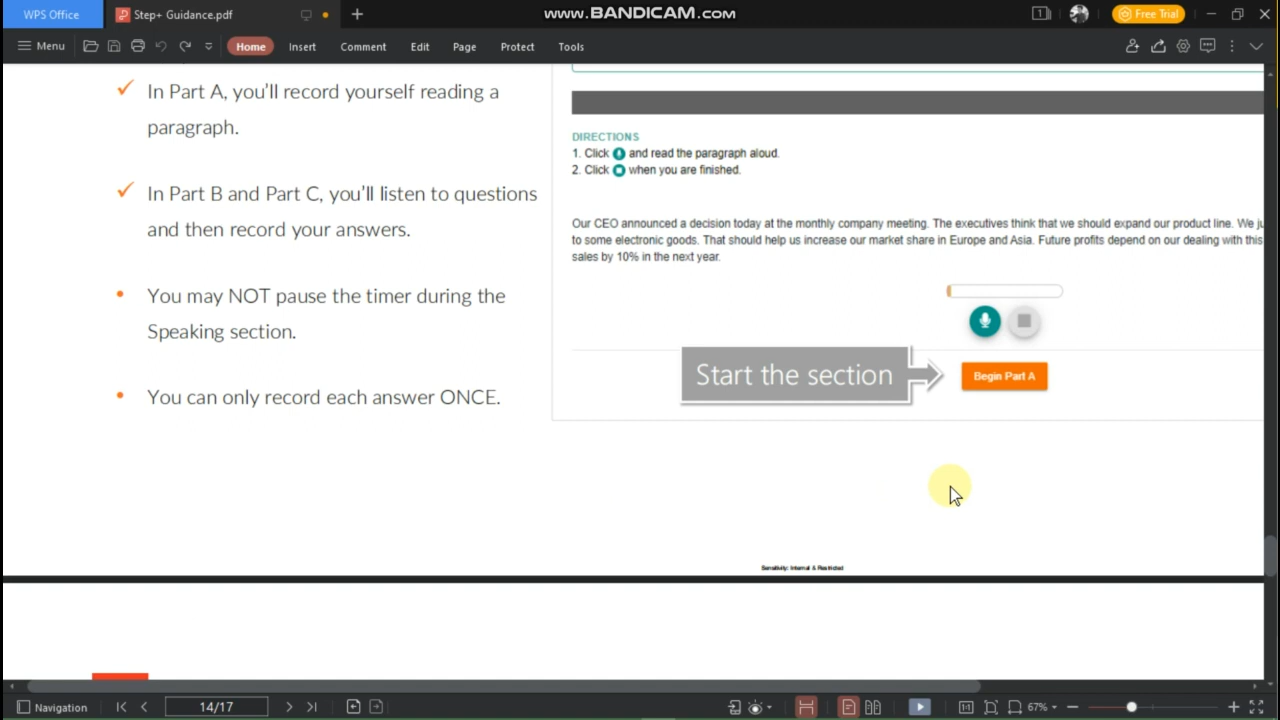 WPS Office
Step+ Guidance.pdf
www.BANDICAM.com
Free Trial
Menu
Home
Insert
Comment
Edit
Page
Protect
Tools
In Part A, you'll record yourself reading a
paragraph.
In Part B and Part C, you'll listen to questions
and then record your answers.
You may NOT pause the timer during the
Speaking section.
You can only record each answer ONCE.
DIRECTIONS
1. Click and read the paragraph aloud.
2. Click when you are finished.
Our CEO announced a decision today at the monthly company meeting. The executives think that we should expand our product line. We ju
to some electronic goods. That should help us increase our market share in Europe and Asia. Future profits depend on our dealing with this
sales by 10% in the next year.
Start the section
Begin Part A
Sensitivity: Internal & Restricted
Navigation
14/17
67%